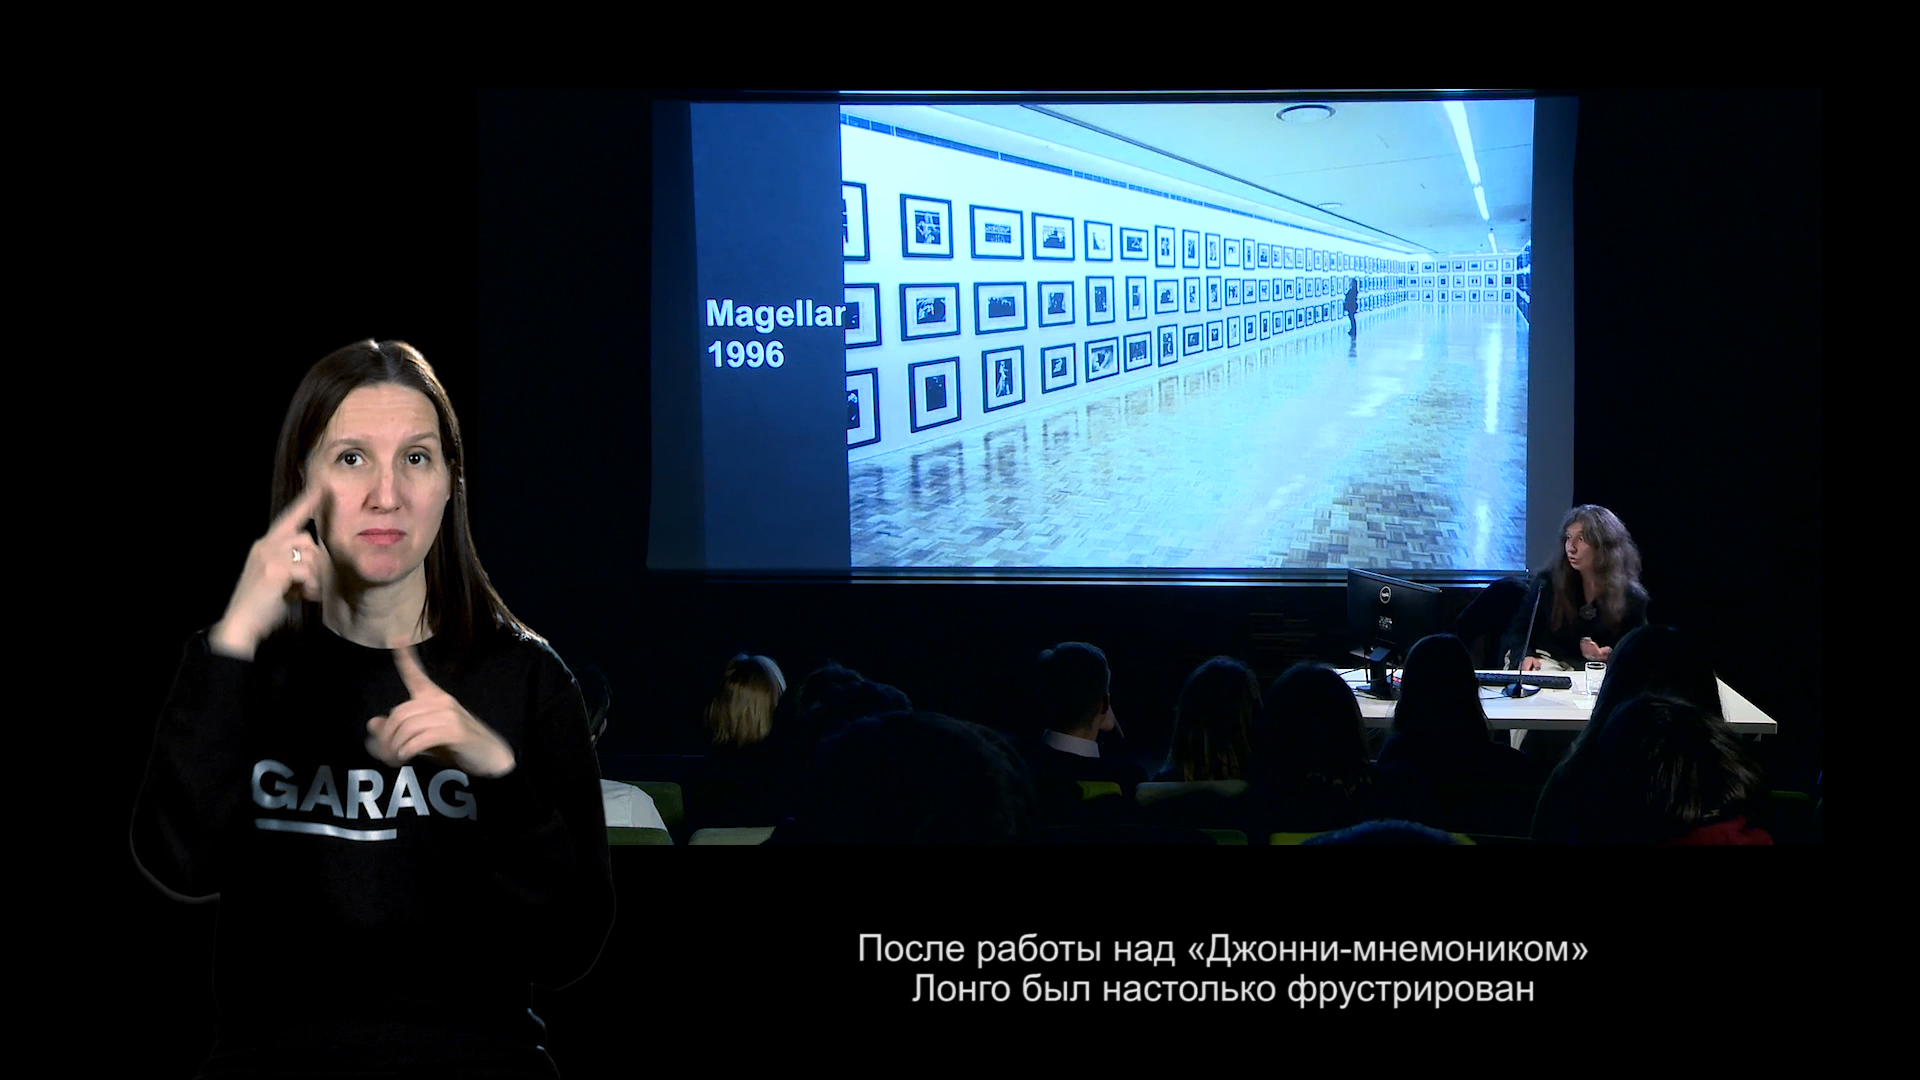 Magellan
1996
GARAG
После работы над «Джонни-мнемоником»
Лонго был настолько фрустрирован